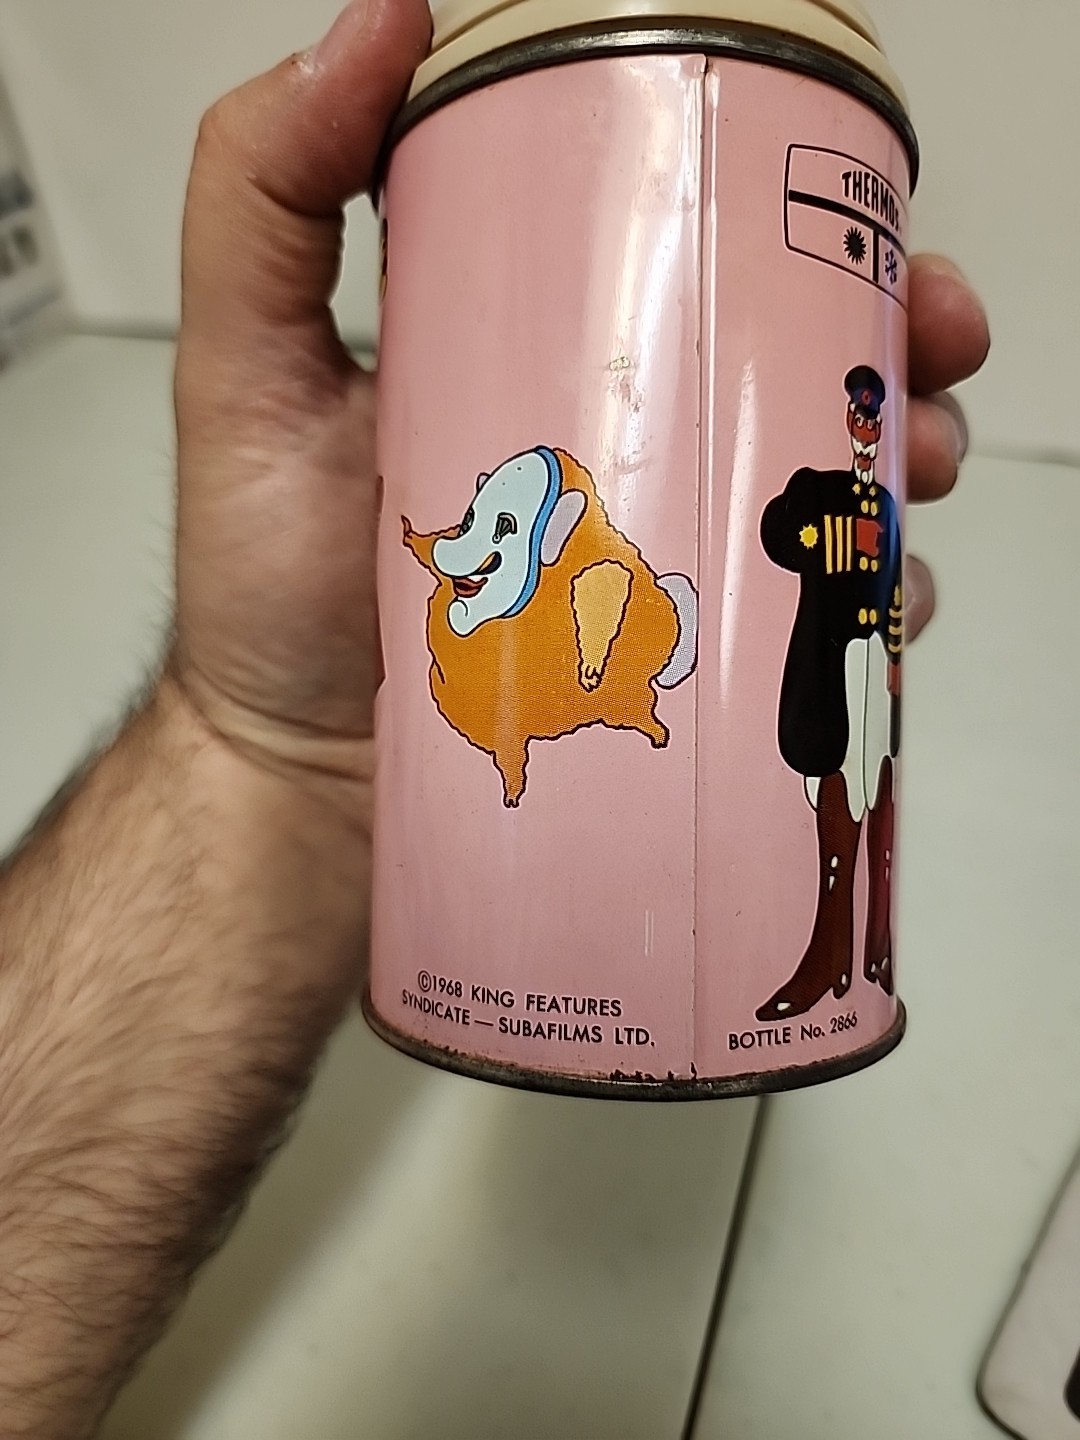 THERMOS
©1968 KING FEATURES
SYNDICATE — SUBAFILMS LTD.
BOTTLE No. 2866